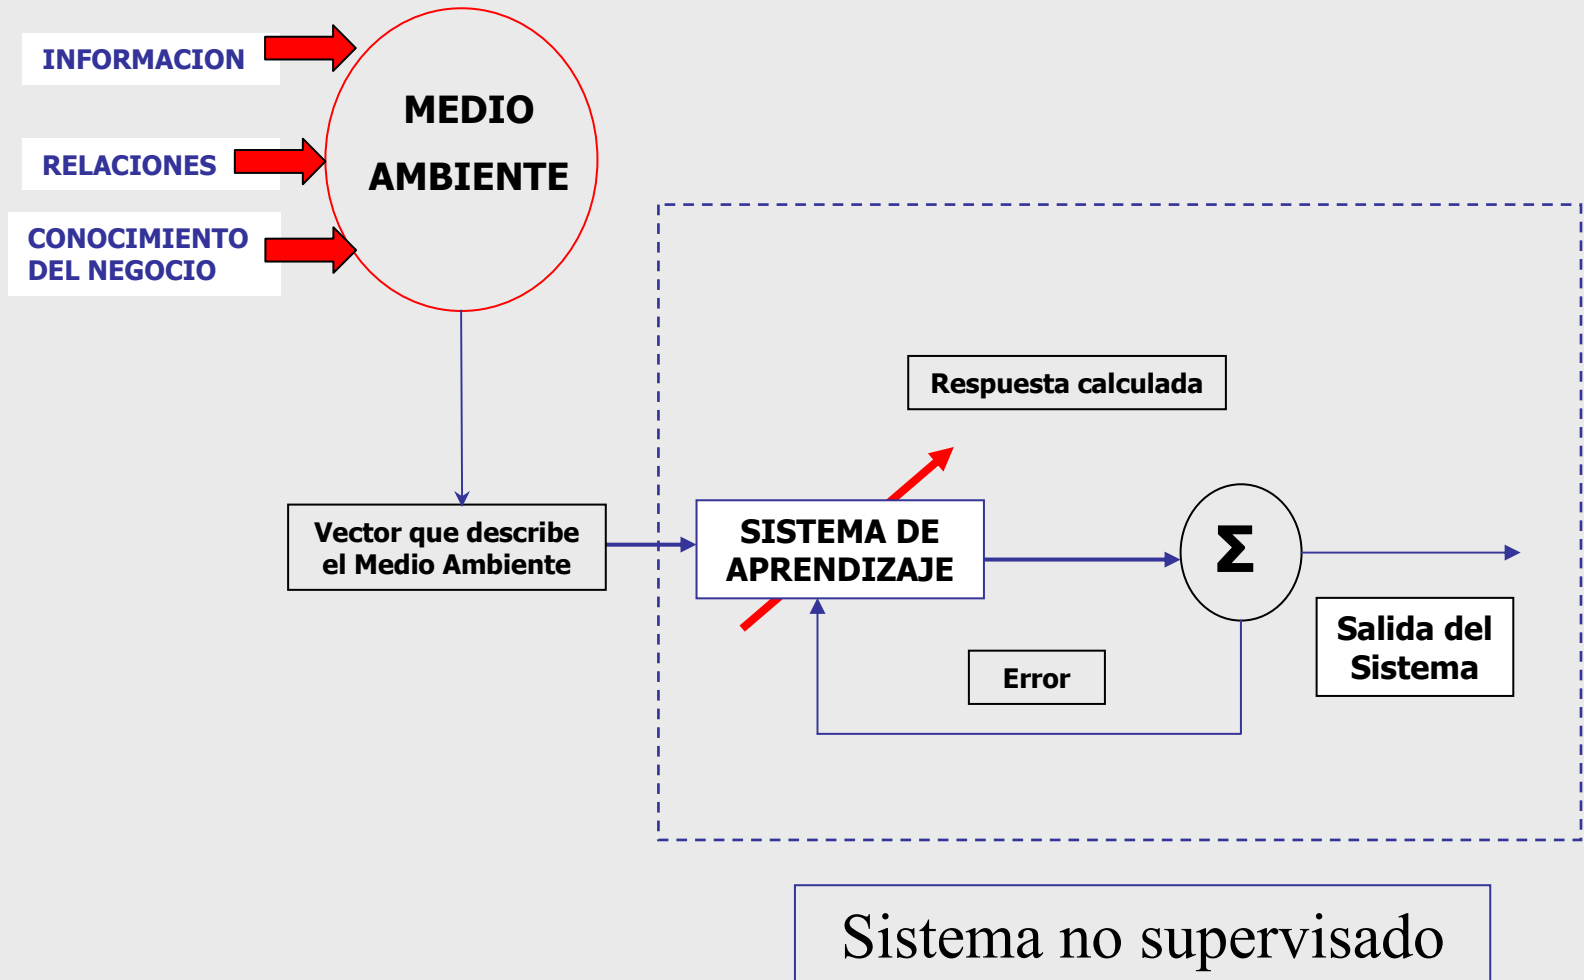 INFORMACION
RELACIONES
CONOCIMIENTO
DEL NEGOCIO
MEDIO
AMBIENTE
Respuesta calculada
Vector que describe
el Medio Ambiente
SISTEMA DE
APRENDIZAJE
Σ
Error
Salida del
Sistema
Sistema no supervisado